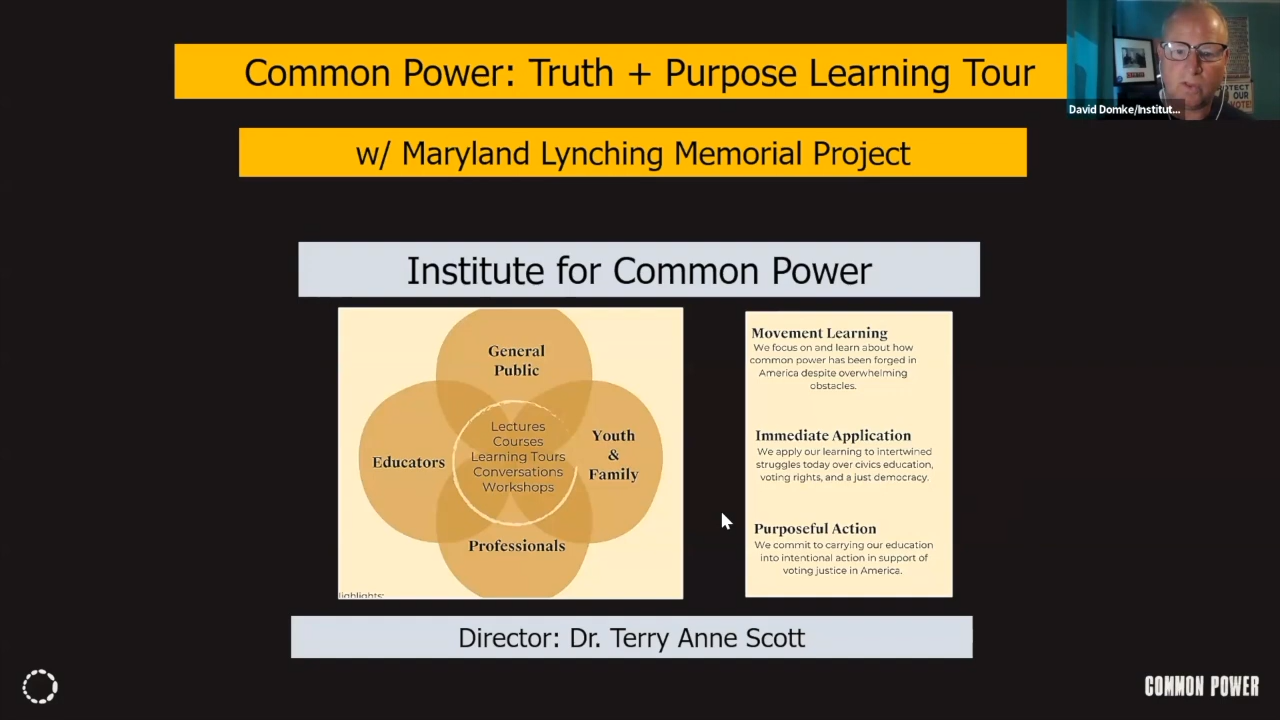 Common Power: Truth + Purpose Learning Tour
David Domke/Institut...
w/ Maryland Lynching Memorial Project
Institute for Common Power
General
Public
Educators
Lectures
Courses
Learning Tours
Conversations
Workshops
Youth
&
Family
Professionals
Movement Learning
We focus on and learn about how
common power has been forged in
America despite overwhelming
obstacles.
Immediate Application
We apply our learning to intertwined
struggles today over civics education,
voting rights, and a just democracy.
Purposeful Action
We commit to carrying our education
into intentional action in support of
voting justice in America.
Director: Dr. Terry Anne Scott
COMMON POWER